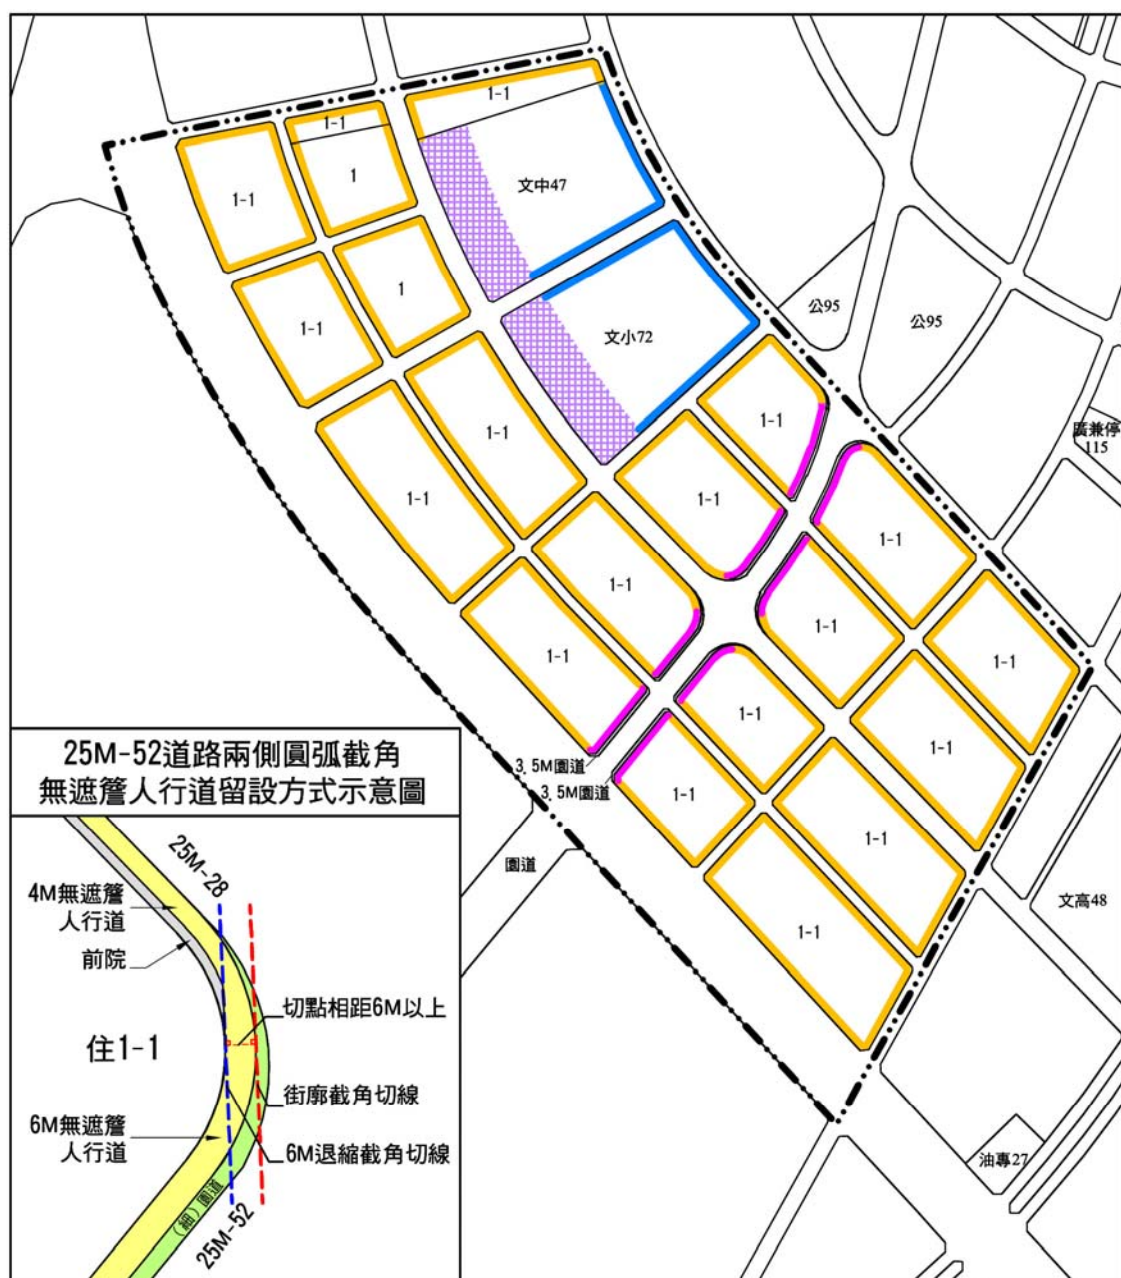 1-1
1-1
1-1
1
文中47
1-1
1
文小72
公95
公95
廣兼停
115
1-1
1-1
1-1
1-1
1-1
1-1
1-1
1-1
1-1
1-1
1-1
1-1
1-1
1-1
3.5M園道
3.5M園道
園道
文高48
油專27
25M-52道路兩側圓弧截角
無遮簷人行道留設方式示意圖
25M-28
4M無遮簷
人行道
前院
切點相距6M以上
住1-1
街廓截角切線
6M無遮簷
人行道
6M退縮截角切線
(細)園道
25M-52